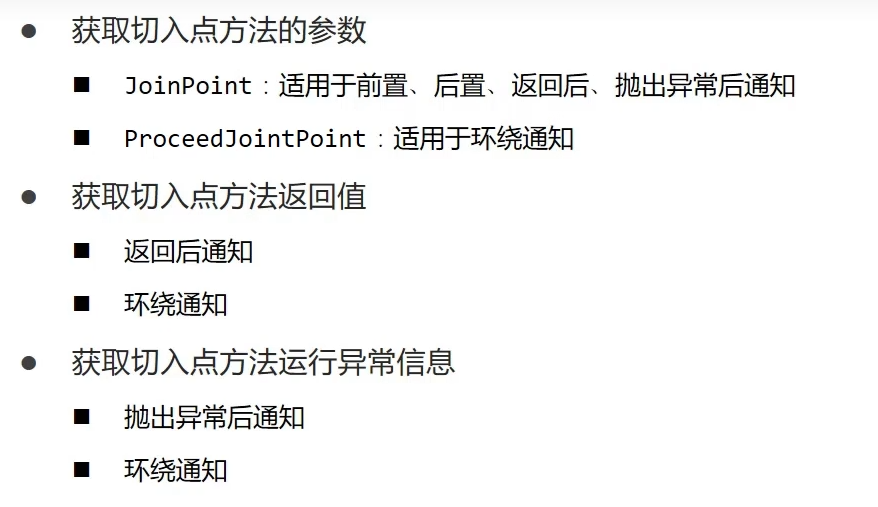 获取切入点方法的参数
JoinPoint：适用于前置、后置、返回后、抛出异常后通知
ProceedJointPoint：适用于环绕通知
获取切入点方法返回值
返回后通知
环绕通知
获取切入点方法运行异常信息
抛出异常后通知
环绕通知